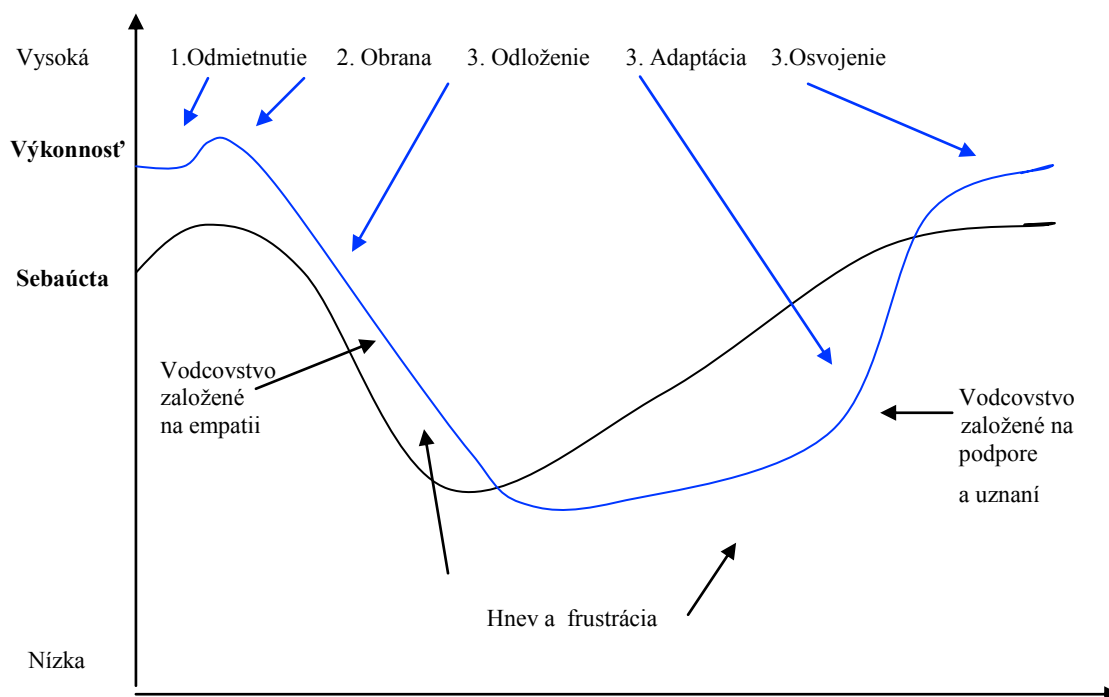 Vysoká 1.Odmietnutie 2. Obrana 3. Odloženie 3. Adaptácia 3.Osvojenie
Výkonnosť
Sebaúcta
Vodcovstvo
založené
na empatii
Vodcovstvo
založené na
podpore
a uznaní
Hnev a frustrácia
Nízka